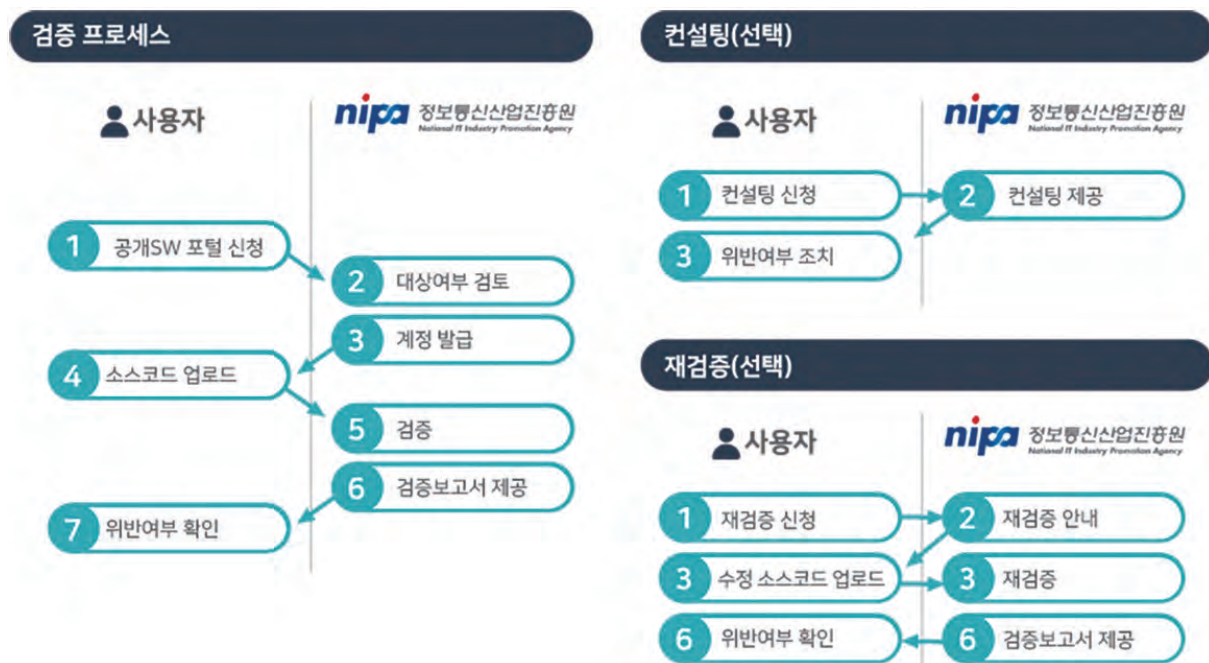 검증 프로세스
사용자
nipa 정보통신산업진흥원
National IT Industry Promotion Agency
1 공개SW 포털 신청
2 대상여부 검토
3 계정 발급
4 소스코드 업로드
5 검증
6 검증보고서 제공
7 위반여부 확인
컨설팅(선택)
사용자
nipa 정보통신산업진흥원
National IT Industry Promotion Agency
1 컨설팅 신청
2 컨설팅 제공
3 위반여부 조치
재검증(선택)
사용자
nipa 정보통신산업진흥원
National IT Industry Promotion Agency
1 재검증 신청
2 재검증 안내
3 수정 소스코드 업로드
3 재검증
6 위반여부 확인
6 검증보고서 제공